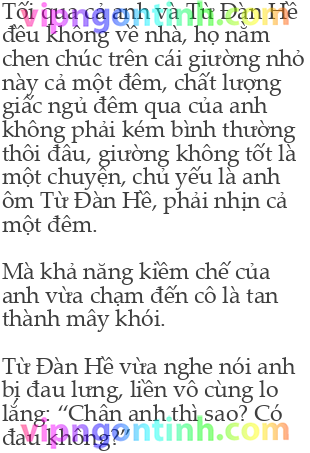 Tối qua cả anh và Từ Đàn Hề
đều không về nhà, họ nằm
chen chúc trên cái giường nhỏ
này cả một đêm, chất lượng
giấc ngủ đêm qua của anh
không phải kém bình thường
thôi đâu, giường không tốt là
một chuyện, chủ yếu là anh
ôm Từ Đàn Hề, phải nhịn cả
một đêm.
Mà khả năng kiềm chế của
anh vừa chạm đến cô là tan
thành mây khói.
Từ Đàn Hề vừa nghe nói anh
bị đau lưng, liền vô cùng lo
lắng: “Chân anh thì sao? Có
đau không?”
vipngontinh.com
vipngontinh.com